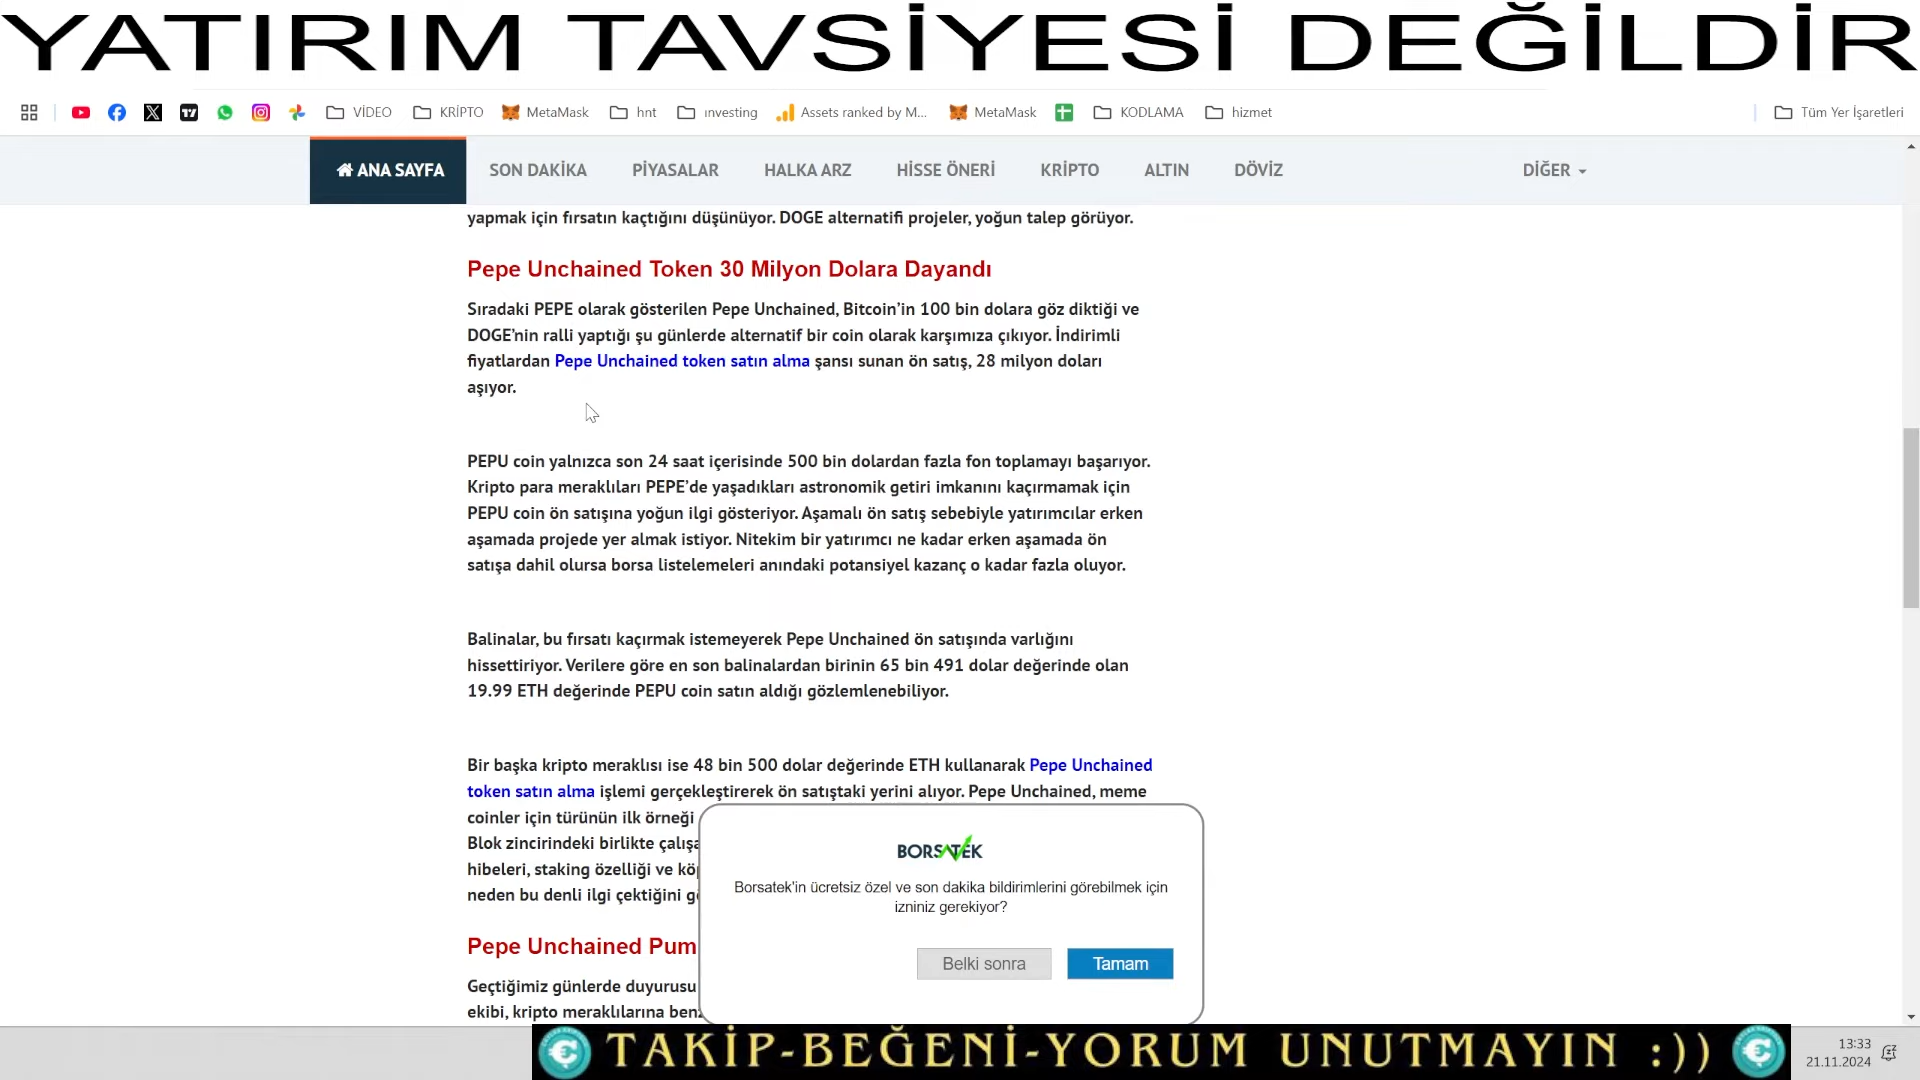 YATIRIM TAVSİYESİ DEĞİLDİR
VİDEO KRİPTO MetaMask hnt ınvesting Assets ranked by M... MetaMask KODLAMA hizmet Tüm Yer İşaretleri
ANA SAYFA SON DAKİKA PİYASALAR HALKA ARZ HİSSE ÖNERİ KRİPTO ALTIN DÖVİZ DİĞER
yapmak için fırsatın kaçtığını düşünüyor. DOGE alternatifi projeler, yoğun talep görüyor.
Pepe Unchained Token 30 Milyon Dolara Dayandı
Sıradaki PEPE olarak gösterilen Pepe Unchained, Bitcoin’in 100 bin dolara göz diktiği ve
DOGE’nin ralli yaptığı şu günlerde alternatif bir coin olarak karşımıza çıkıyor. İndirimli
fiyatlardan Pepe Unchained token satın alma şansı sunan ön satış, 28 milyon doları
aşıyor.
PEPU coin yalnızca son 24 saat içerisinde 500 bin dolardan fazla fon toplamayı başarıyor.
Kripto para meraklıları PEPE’de yaşadıkları astronomik getiri imkanını kaçırmamak için
PEPU coin ön satışına yoğun ilgi gösteriyor. Aşamalı ön satış sebebiyle yatırımcılar erken
aşamada projede yer almak istiyor. Nitekim bir yatırımcı ne kadar erken aşamada ön
satışa dahil olursa borsa listelemeleri anındaki potansiyel kazanç o kadar fazla oluyor.
Balinalar, bu fırsatı kaçırmak istemeyerek Pepe Unchained ön satışında varlığını
hissettiriyor. Verilere göre en son balinalardan birinin 65 bin 491 dolar değerinde olan
19.99 ETH değerinde PEPU coin satın aldığı gözlemlenebiliyor.
Bir başka kripto meraklısı ise 48 bin 500 dolar değerinde ETH kullanarak Pepe Unchained
token satın alma işlemi gerçekleştirerek ön satıştaki yerini alıyor. Pepe Unchained, meme
coinler için türünün ilk örneği
Blok zincirindeki birlikte çalışa
hibeleri, staking özelliği ve köp
neden bu denli ilgi çektiğini gö
Pepe Unchained Pum
Geçtiğimiz günlerde duyurusu
ekibi, kripto meraklılarına benz
BORSATEK
Borsatek'in ücretsiz özel ve son dakika bildirimlerini görebilmek için
izniniz gerekiyor?
Belki sonra Tamam
TAKİP-BEĞENİ-YORUM UNUTMAYIN :))
13:33
21.11.2024